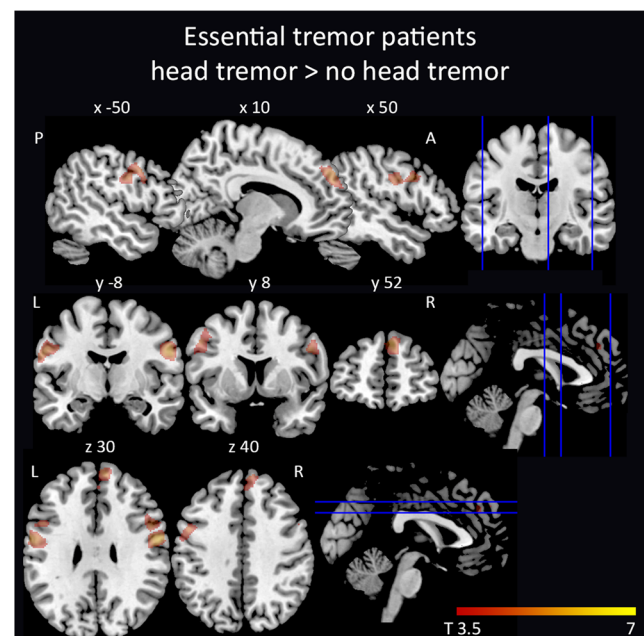 Essential tremor patients
head tremor > no head tremor
x -50 x 10 x 50
P A
y -8 y 8 y 52
L R
z 30 z 40
L R
T 3.5 7